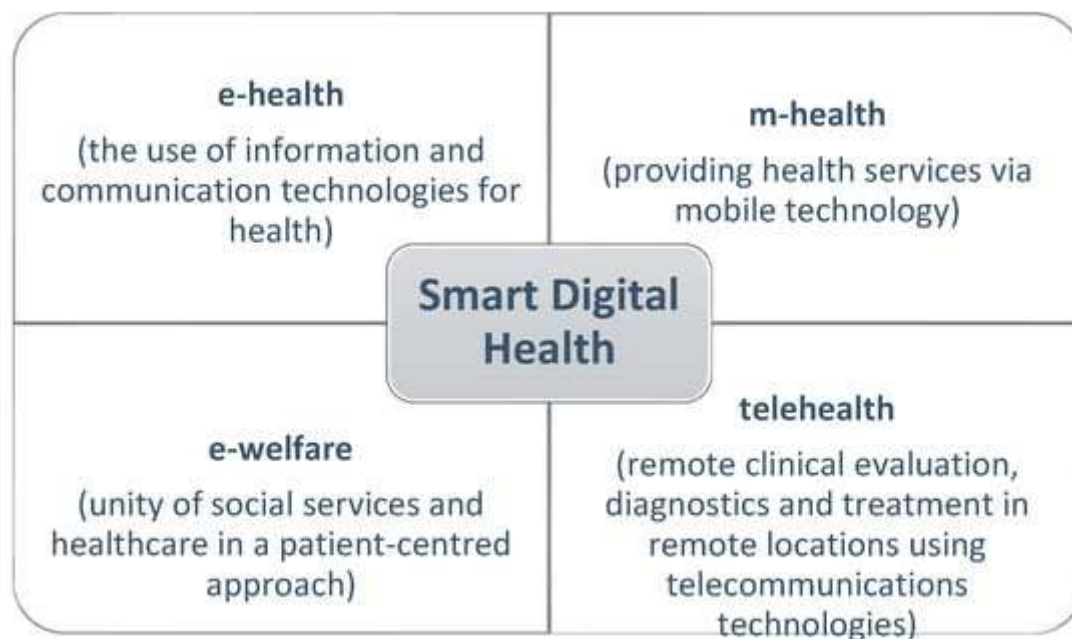 e-health
(the use of information and
communication technologies for
health)
m-health
(providing health services via
mobile technology)
Smart Digital
Health
e-welfare
(unity of social services and
healthcare in a patient-centred
approach)
telehealth
(remote clinical evaluation,
diagnostics and treatment in
remote locations using
telecommunications
technologies)